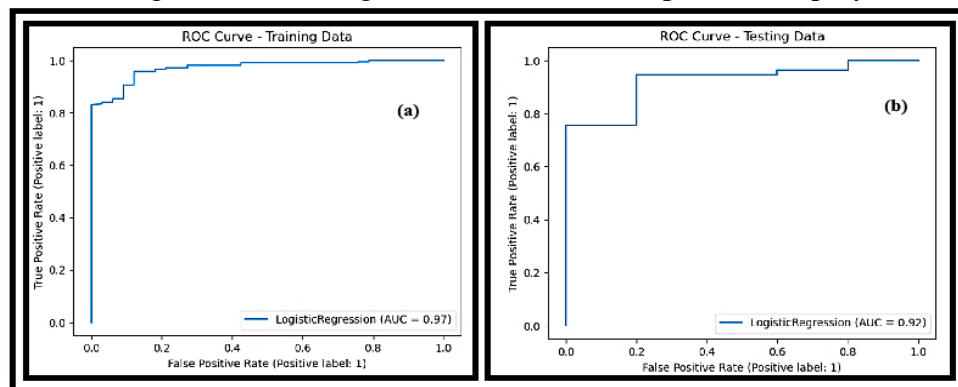 ROC Curve - Training Data
(a)
True Positive Rate (Positive label: 1)
1.0
0.8
0.6
0.4
0.2
0.0
LogisticRegression (AUC = 0.97)
0.0 0.2 0.4 0.6 0.8 1.0
False Positive Rate (Positive label: 1)
ROC Curve - Testing Data
(b)
True Positive Rate (Positive label: 1)
1.0
0.8
0.6
0.4
0.2
0.0
LogisticRegression (AUC = 0.92)
0.0 0.2 0.4 0.6 0.8 1.0
False Positive Rate (Positive label: 1)